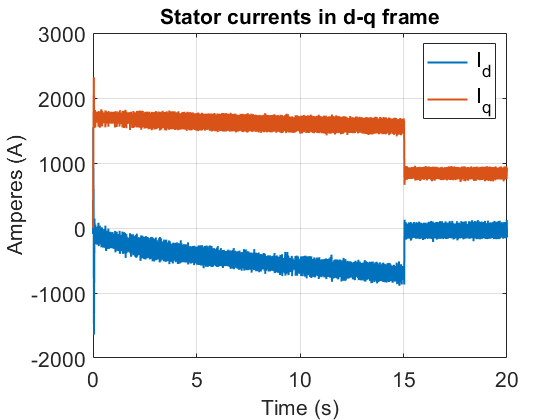 Stator currents in d-q frame
3000
2000
1000
0
-1000
-2000
Amperes (A)
I_d
I_q
0 5 10 15 20
Time (s)